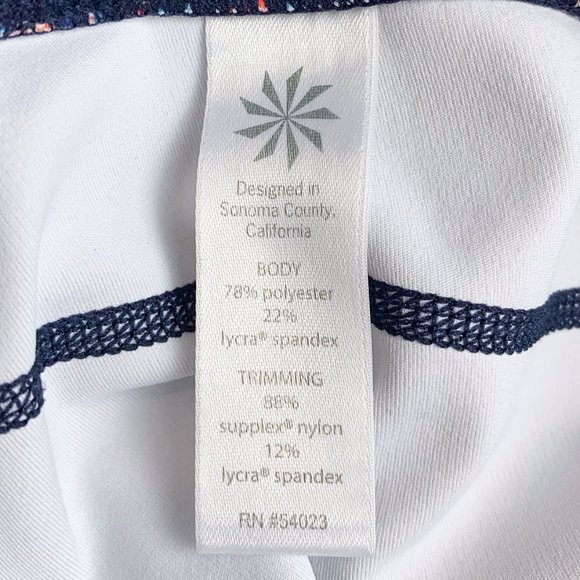 Designed in
Sonoma County,
California
BODY
78% polyester
22%
lycra® spandex
TRIMMING
88%
supplex® nylon
12%
lycra® spandex
RN #54023